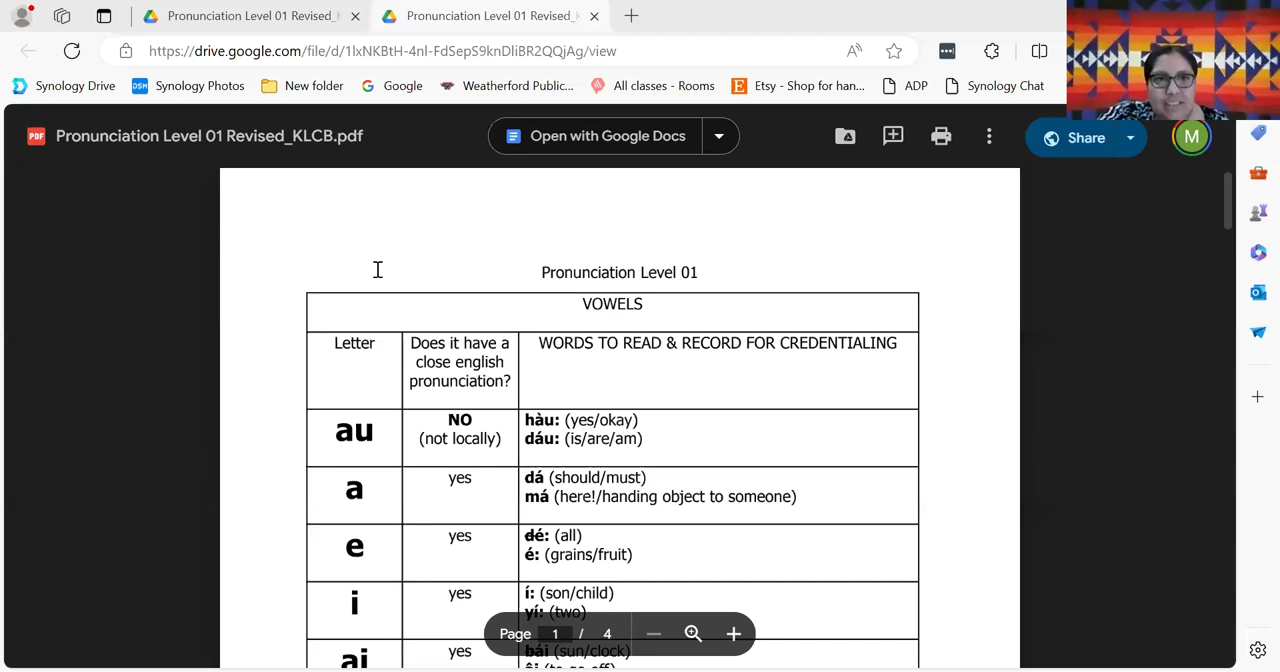 Pronunciation Level 01 Revised_K
Pronunciation Level 01 Revised_K
https://drive.google.com/file/d/1lxNKBtH-4nl-FdSepS9knDliBR2QQjAg/view
Synology Drive
DSM Synology Photos
New folder
Google
Weatherford Public...
All classes - Rooms
E Etsy - Shop for han...
ADP
Synology Chat
PDF Pronunciation Level 01 Revised_KLCB.pdf
Open with Google Docs
Share
M
Pronunciation Level 01
VOWELS
Letter
Does it have a close english pronunciation?
WORDS TO READ & RECORD FOR CREDENTIALING
au
NO
(not locally)
hàu: (yes/okay)
dáu: (is/are/am)
a
yes
dá (should/must)
má (here!/handing object to someone)
e
yes
dé: (all)
é: (grains/fruit)
i
yes
í: (son/child)
yí: (two)
ai
yes
bái (sun/clock)
Page 1 / 4